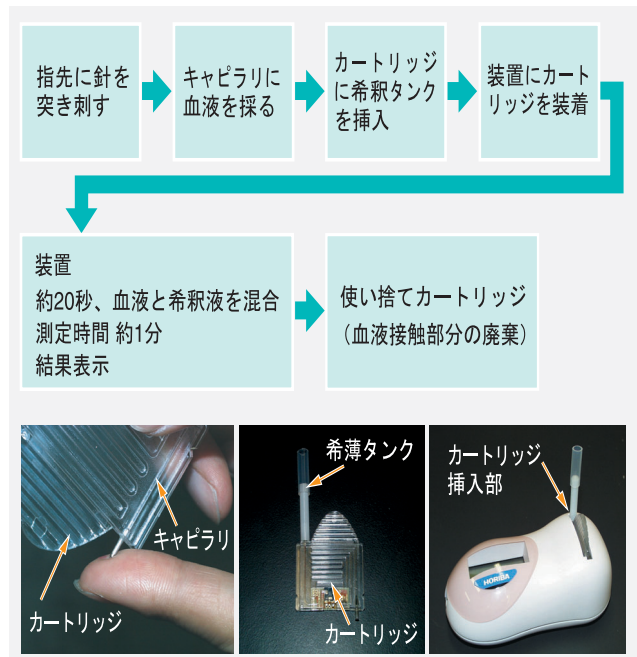 指先に針を
突き刺す
キャピラリに
血液を採る
カートリッジ
に希釈タンク
を挿入
装置にカート
リッジを装着
装置
約20秒、血液と希釈液を混合
測定時間 約1分
結果表示
使い捨てカートリッジ
（血液接触部分の廃棄）
キャピラリ
カートリッジ
希薄タンク
カートリッジ
カートリッジ
挿入部
HORIBA